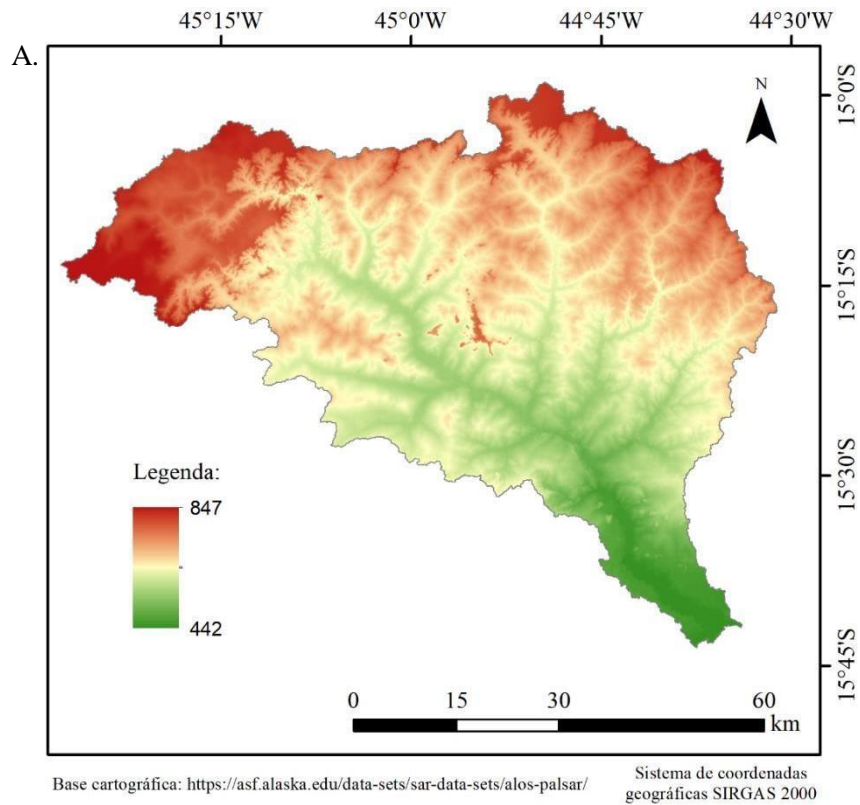 45°15'W 45°0'W 44°45'W 44°30'W
A.
N
15°0'S
15°15'S
15°30'S
15°45'S
Legenda:
847
442
0 15 30 60
km
Base cartográfica: https://asf.alaska.edu/data-sets/sar-data-sets/alos-palsar/
Sistema de coordenadas
geográficas SIRGAS 2000